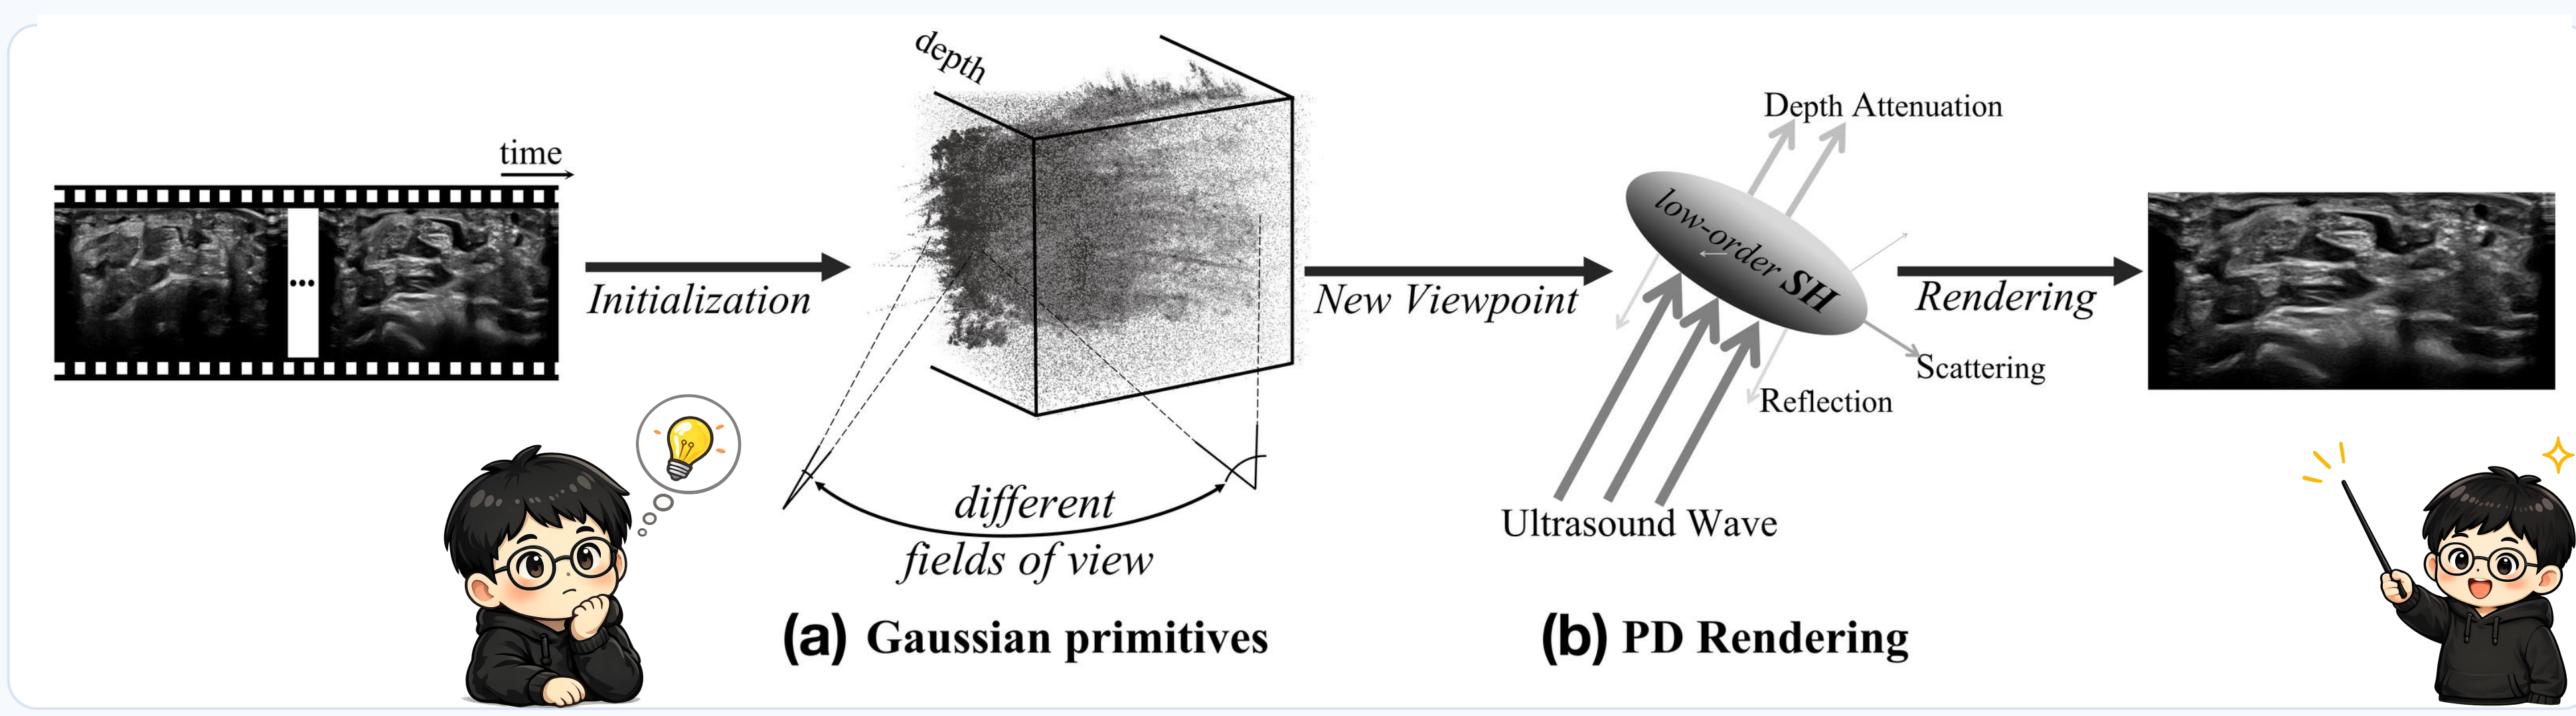 time
Initialization
depth
different
fields of view
(a) Gaussian primitives
New Viewpoint
Depth Attenuation
low-order SH
Scattering
Reflection
Ultrasound Wave
(b) PD Rendering
Rendering